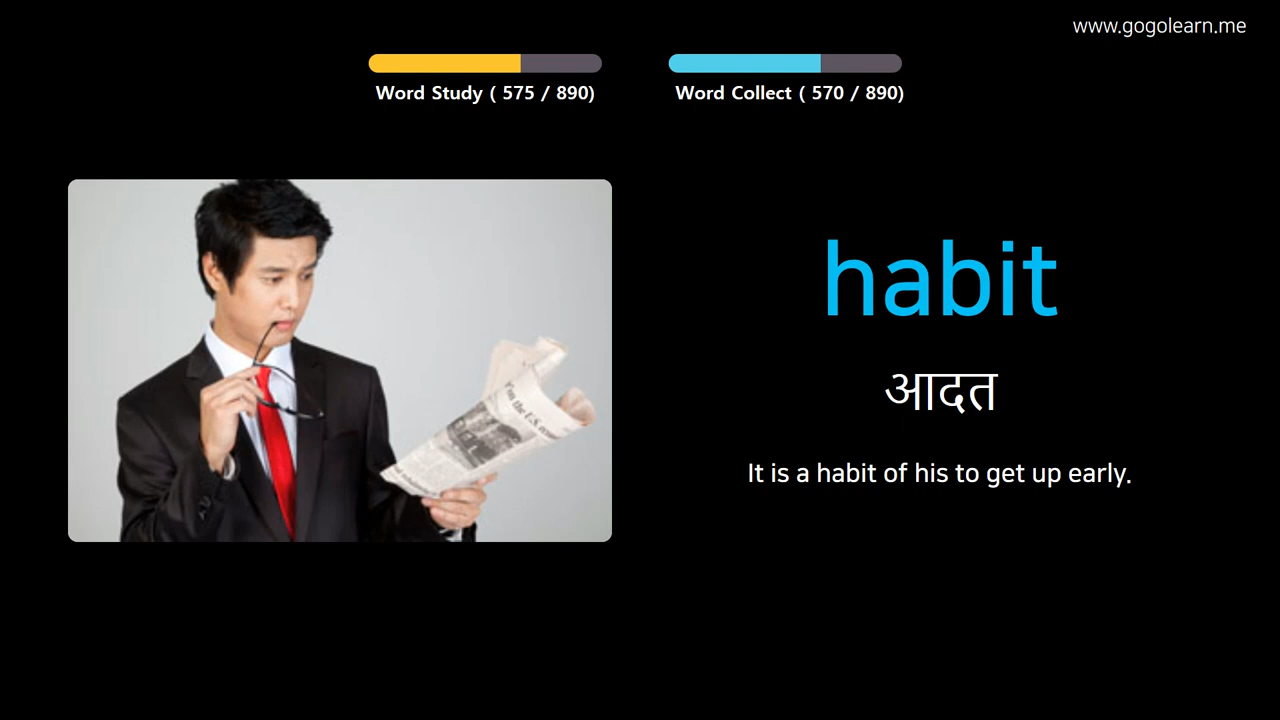 www.gogolearn.me
Word Study ( 575 / 890)
Word Collect ( 570 / 890)
habit
आदत
It is a habit of his to get up early.